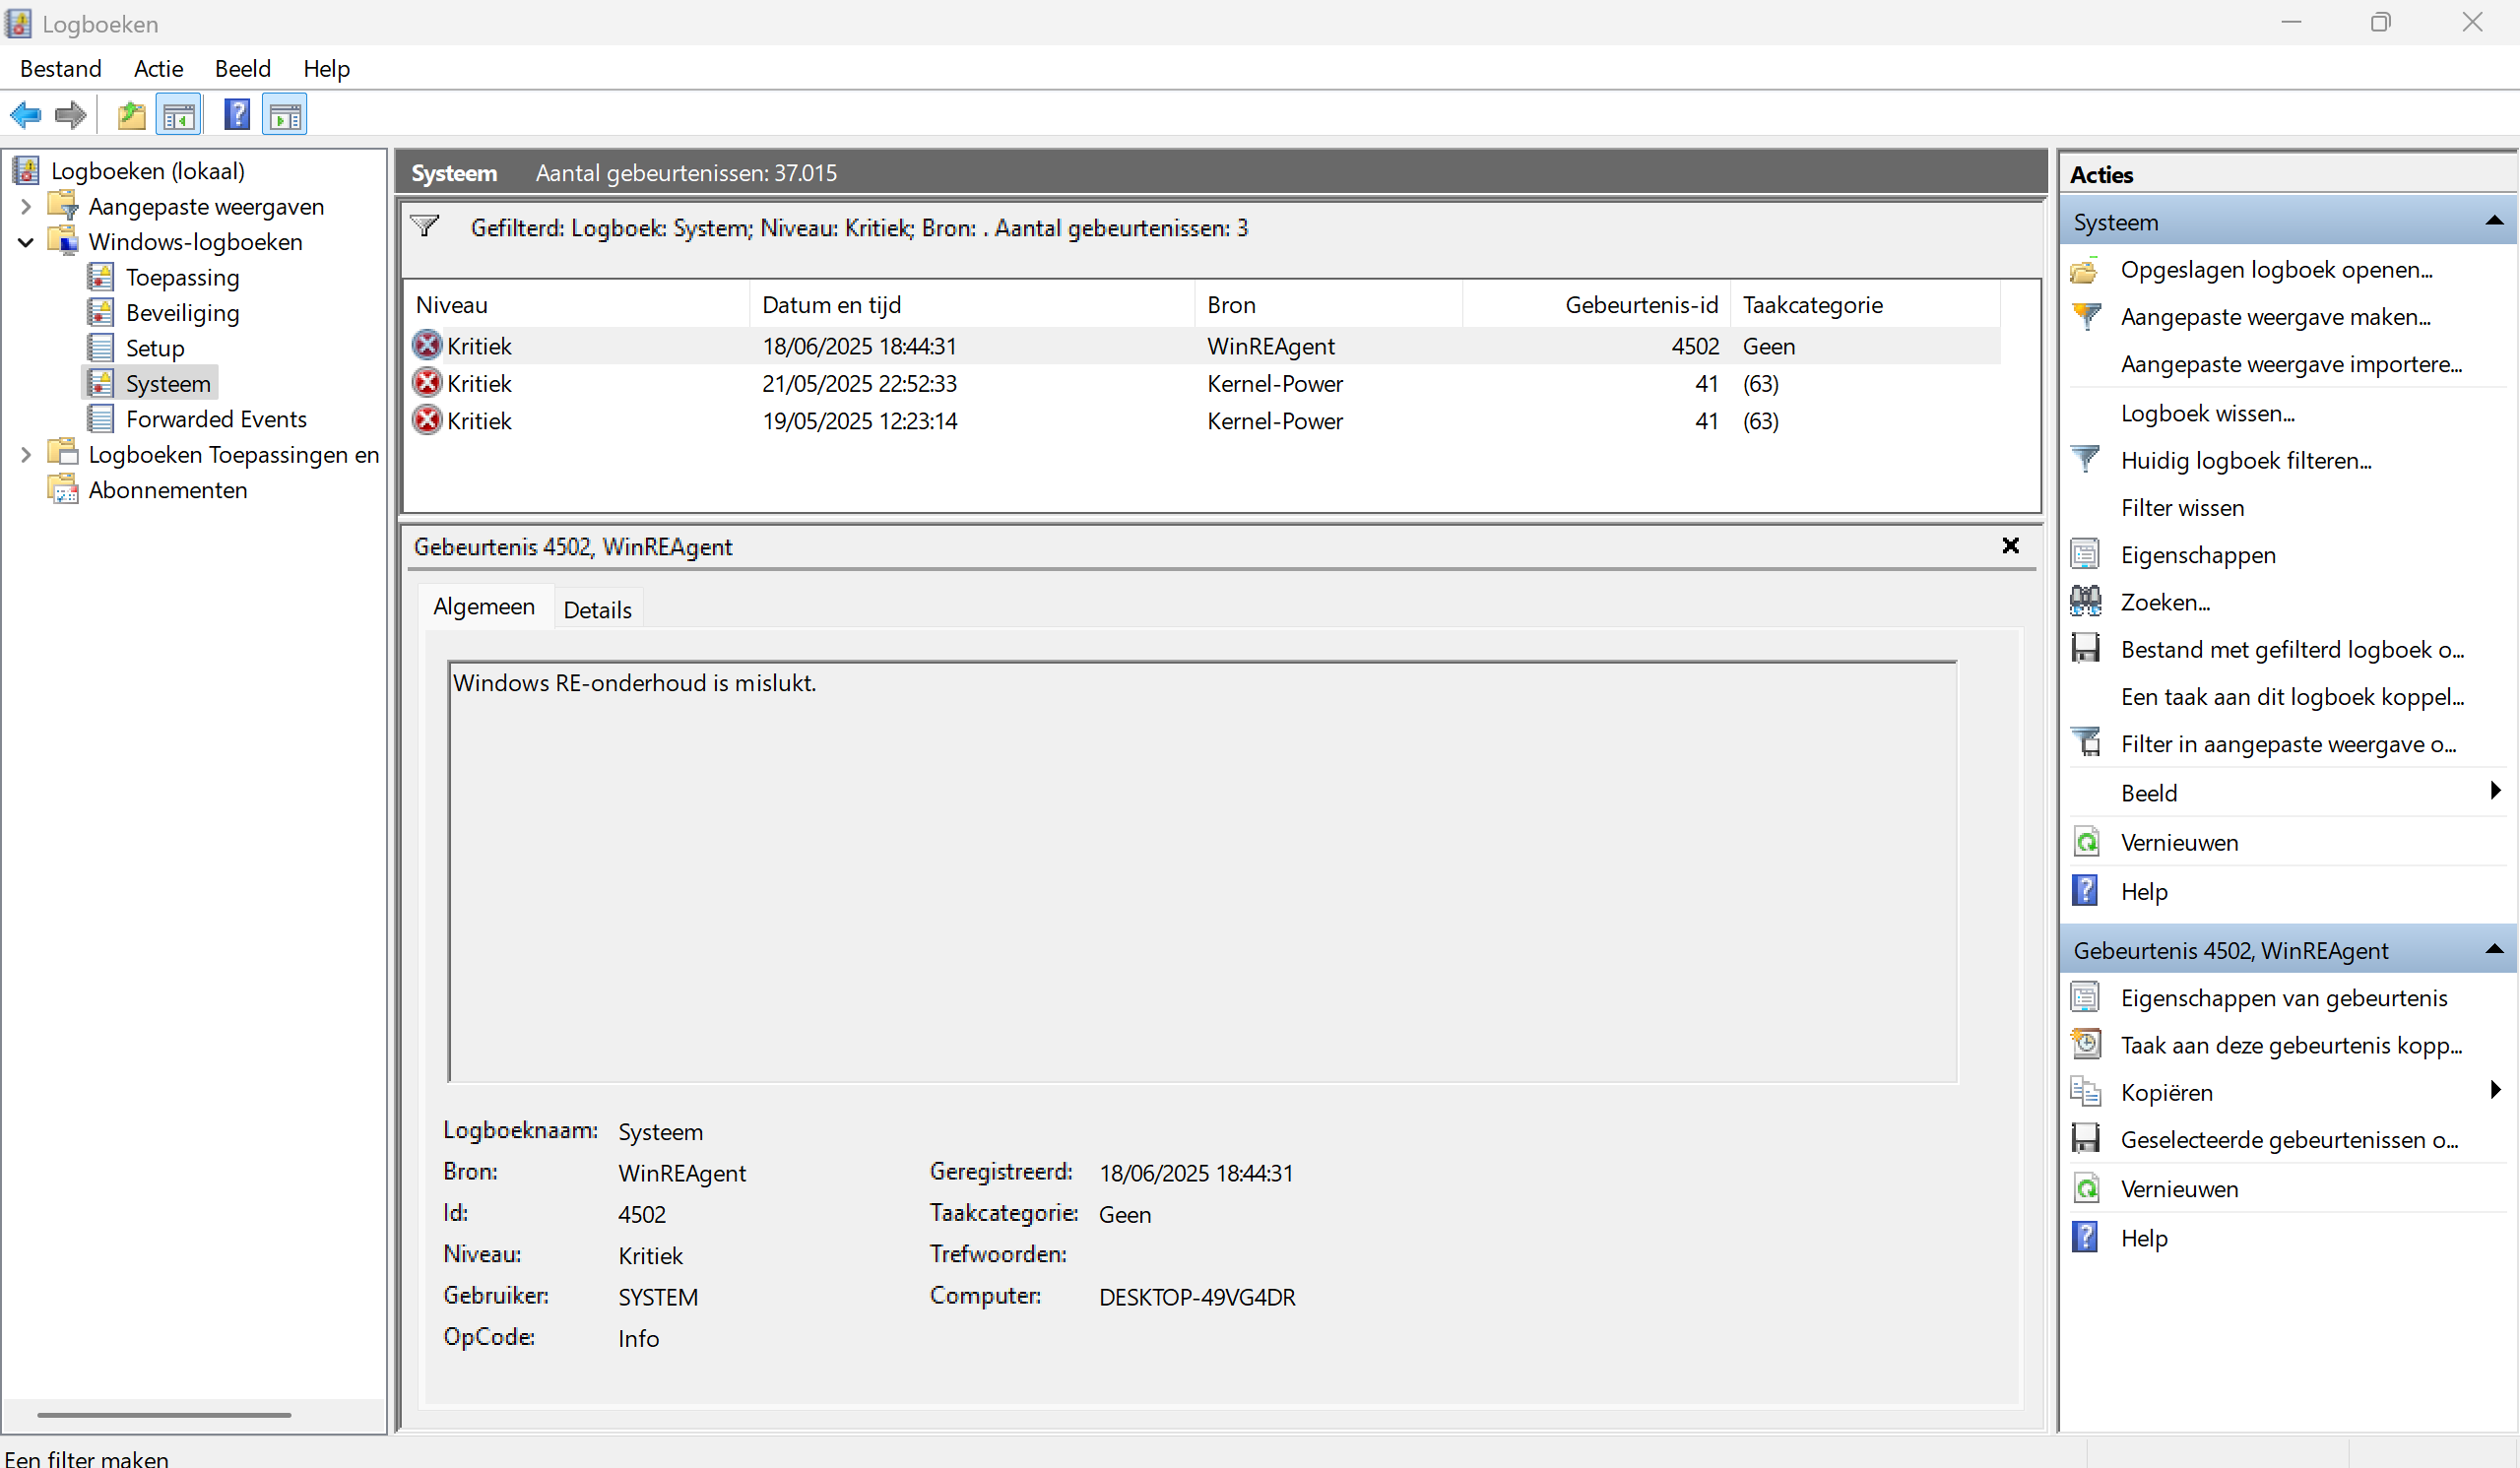 Logboeken
Bestand Actie Beeld Help
Logboeken (lokaal)
Aangepaste weergaven
Windows-logboeken
Toepassing
Beveiliging
Setup
Systeem
Forwarded Events
Logboeken Toepassingen en
Abonnementen
Systeem Aantal gebeurtenissen: 37.015
Gefilterd: Logboek: System; Niveau: Kritiek; Bron: . Aantal gebeurtenissen: 3
Niveau Datum en tijd Bron Gebeurtenis-id Taakcategorie
Kritiek 18/06/2025 18:44:31 WinREAgent 4502 Geen
Kritiek 21/05/2025 22:52:33 Kernel-Power 41 (63)
Kritiek 19/05/2025 12:23:14 Kernel-Power 41 (63)
Gebeurtenis 4502, WinREAgent
Algemeen Details
Windows RE-onderhoud is mislukt.
Logboeknaam: Systeem
Bron: WinREAgent Geregistreerd: 18/06/2025 18:44:31
Id: 4502 Taakcategorie: Geen
Niveau: Kritiek Trefwoorden:
Gebruiker: SYSTEM Computer: DESKTOP-49VG4DR
OpCode: Info
Acties
Systeem
Opgeslagen logboek openen...
Aangepaste weergave maken...
Aangepaste weergave importere...
Logboek wissen...
Huidig logboek filteren...
Filter wissen
Eigenschappen
Zoeken...
Bestand met gefilterd logboek o...
Een taak aan dit logboek koppel...
Filter in aangepaste weergave o...
Beeld
Vernieuwen
Help
Gebeurtenis 4502, WinREAgent
Eigenschappen van gebeurtenis
Taak aan deze gebeurtenis kopp...
Kopiëren
Geselecteerde gebeurtenissen o...
Vernieuwen
Help
Een filter maken